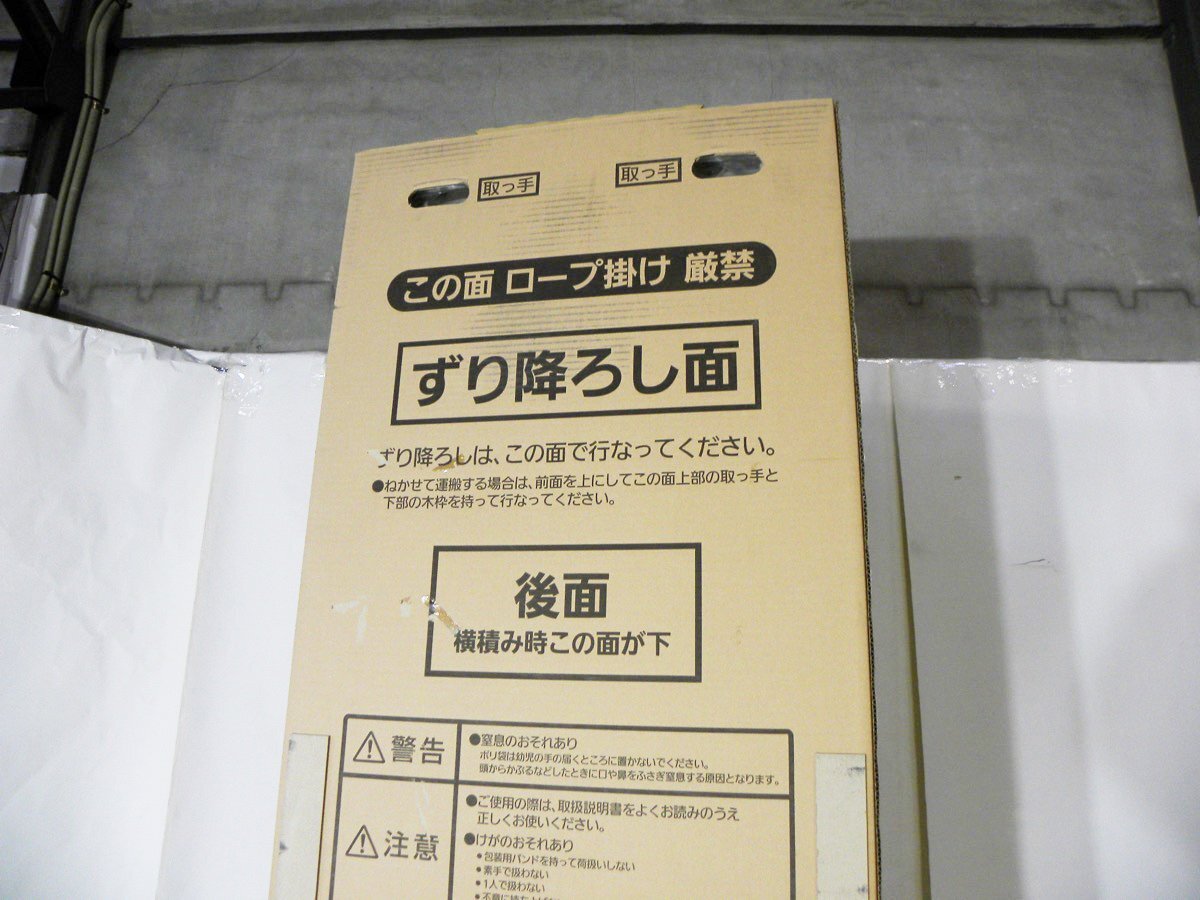 取っ手 取っ手
この面 ロープ掛け 厳禁
ずり降ろし面
ずり降ろしは、この面で行なってください。
●ねかせて運搬する場合は、前面を上にしてこの面上部の取っ手と
下部の木枠を持って行なってください。
後面
横積み時この面が下
警告
●窒息のおそれあり
ポリ袋は幼児の手の届くところに置かないでください。
頭からかぶるなどしたときに口や鼻をふさぎ窒息する原因となります。
注意
●ご使用の際は、取扱説明書をよくお読みのうえ
正しくお使いください。
●けがのおそれあり
•包装用バンドを持って荷扱いしない
•素手で扱わない
•1人で扱わない